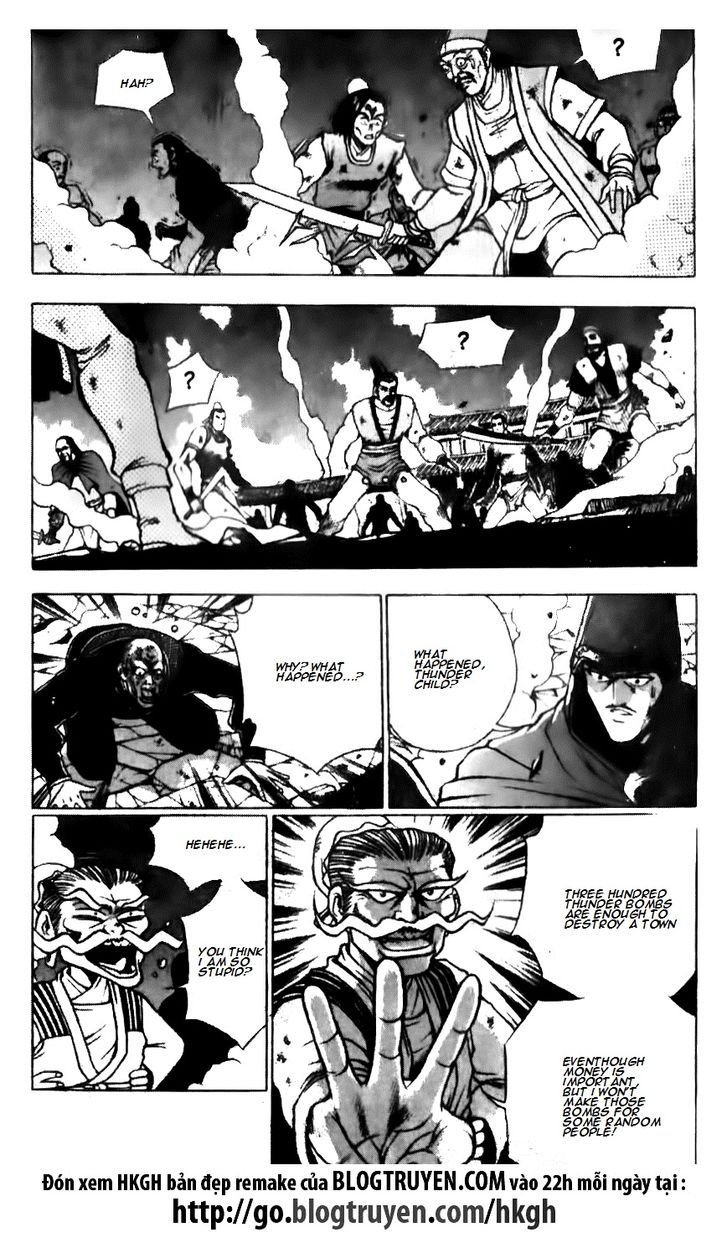 HAH?
?
?
?
WHY? WHAT
HAPPENED...?
WHAT
HAPPENED,
THUNDER
CHILD?
HEHEHE...
YOU THINK
I AM SO
STUPID?
THREE HUNDRED
THUNDER BOMBS
ARE ENOUGH TO
DESTROY A TOWN
EVENTHOUGH
MONEY IS
IMPORTANT,
BUT I WON'T
MAKE THOSE
BOMBS FOR
SOME RANDOM
PEOPLE!
Đón xem HKGH bản đẹp remake của BLOGTRUYEN.COM vào 22h mỗi ngày tại :
http://go.blogtruyen.com/hkgh